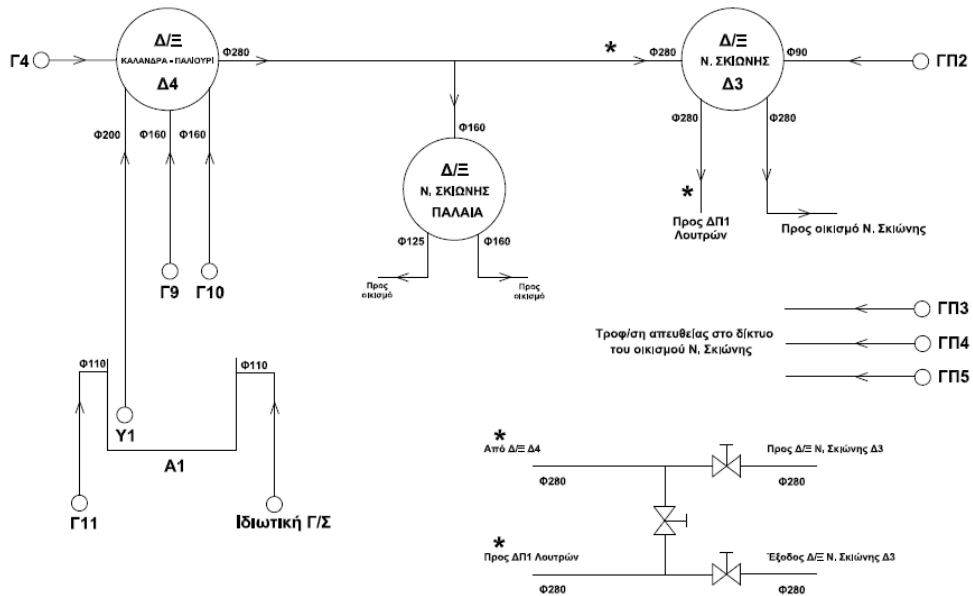 Γ4
Δ/Ξ
ΚΑΛΑΝΔΡΑ - ΠΑΛΙΟΥΡΙ
Δ4
Φ280
*
Φ280
Δ/Ξ
Ν. ΣΚΙΩΝΗΣ
Δ3
Φ90
ΓΠ2
Φ200
Φ160
Φ160
Φ160
Φ280
Φ280
Δ/Ξ
Ν. ΣΚΙΩΝΗΣ
ΠΑΛΑΙΑ
*
Προς ΔΠ1
Λουτρών
Προς οικισμό Ν. Σκιώνης
Φ125
Φ160
Προς
οικισμό
Προς
οικισμό
Γ9
Γ10
Τροφ/ση απευθείας στο δίκτυο
του οικισμού Ν. Σκιώνης
ΓΠ3
ΓΠ4
ΓΠ5
Φ110
Φ110
Υ1
Α1
Γ11
Ιδιωτική Γ/Σ
*
Από Δ/Ξ Δ4
Προς Δ/Ξ Ν. Σκιώνης Δ3
Φ280
Φ280
*
Προς ΔΠ1 Λουτρών
Έξοδος Δ/Ξ Ν. Σκιώνης Δ3
Φ280
Φ280